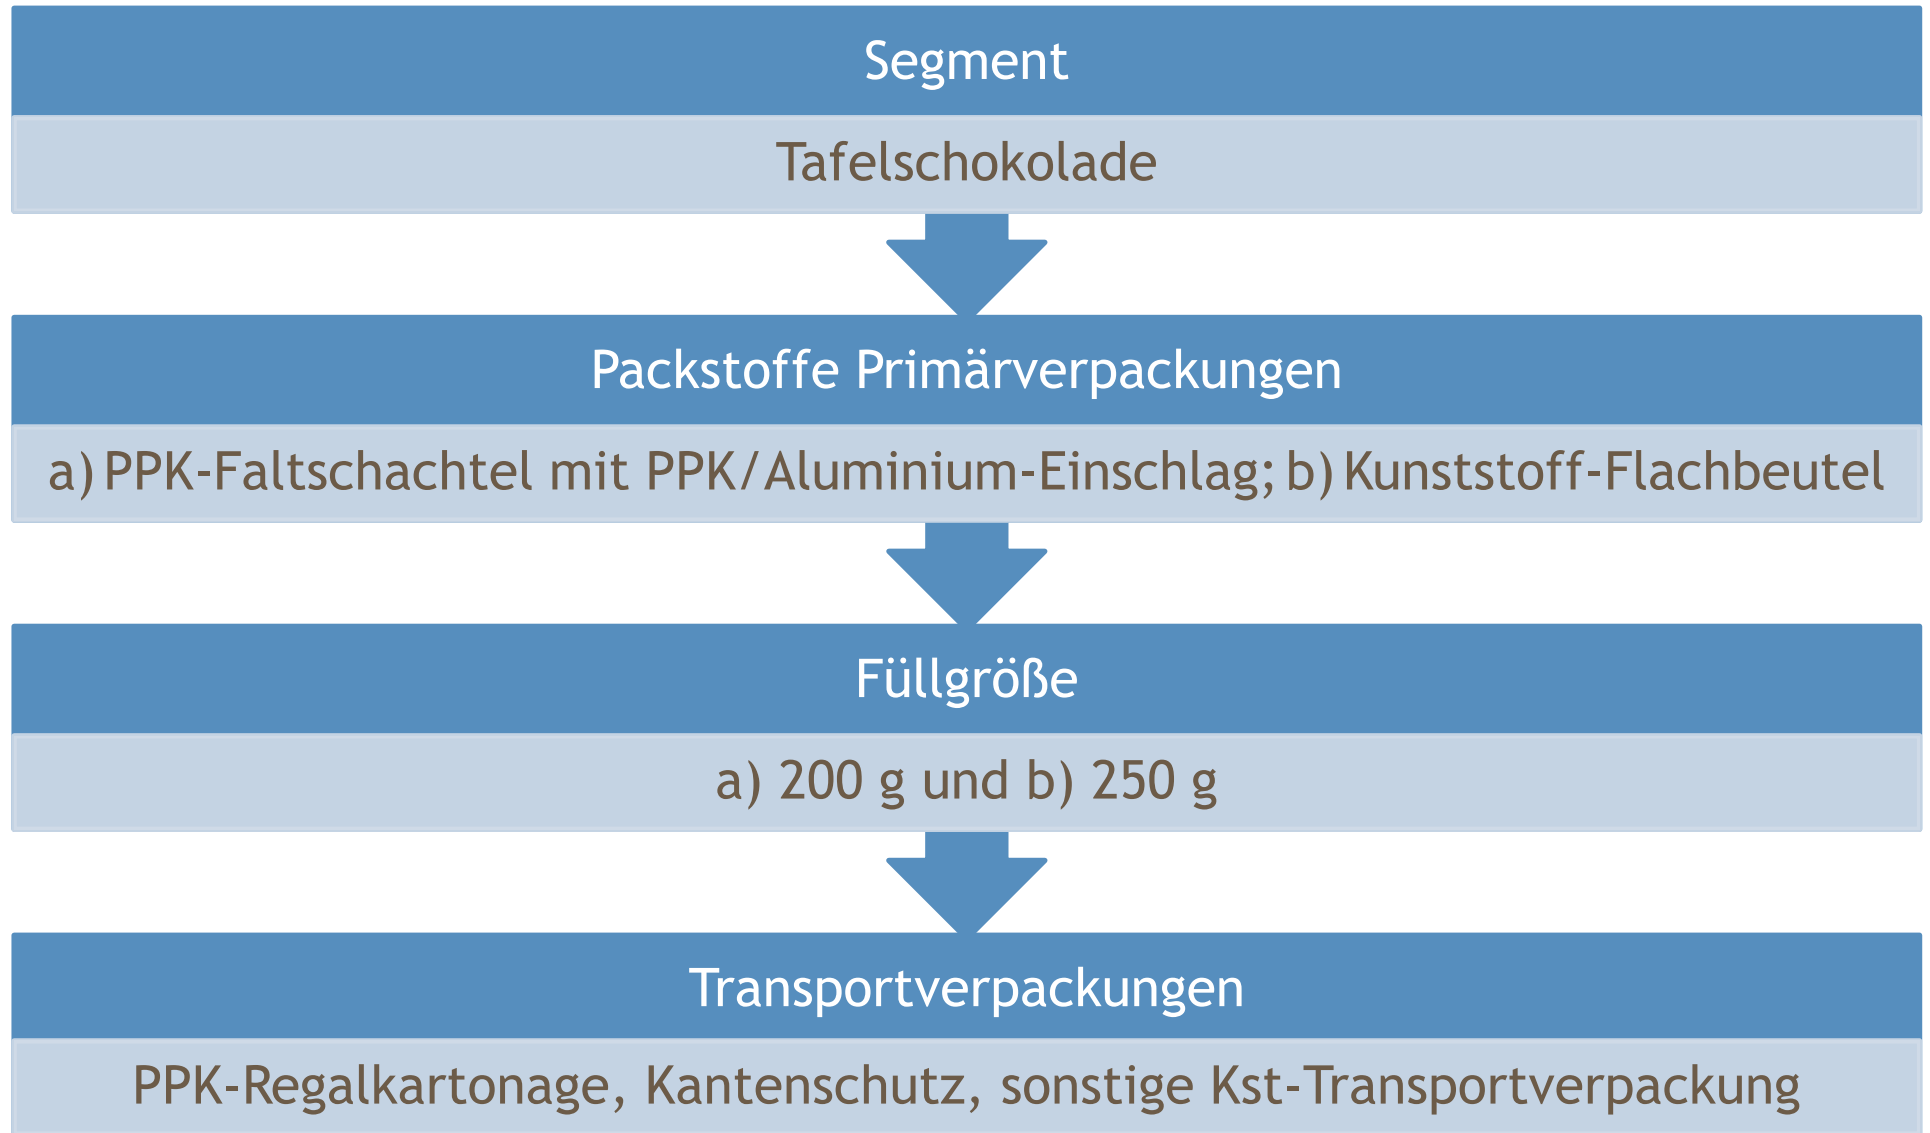 Segment
Tafelschokolade
Packstoffe Primärverpackungen
a) PPK-Faltschachtel mit PPK/Aluminium-Einschlag; b) Kunststoff-Flachbeutel
Füllgröße
a) 200 g und b) 250 g
Transportverpackungen
PPK-Regalkartonage, Kantenschutz, sonstige Kst-Transportverpackung